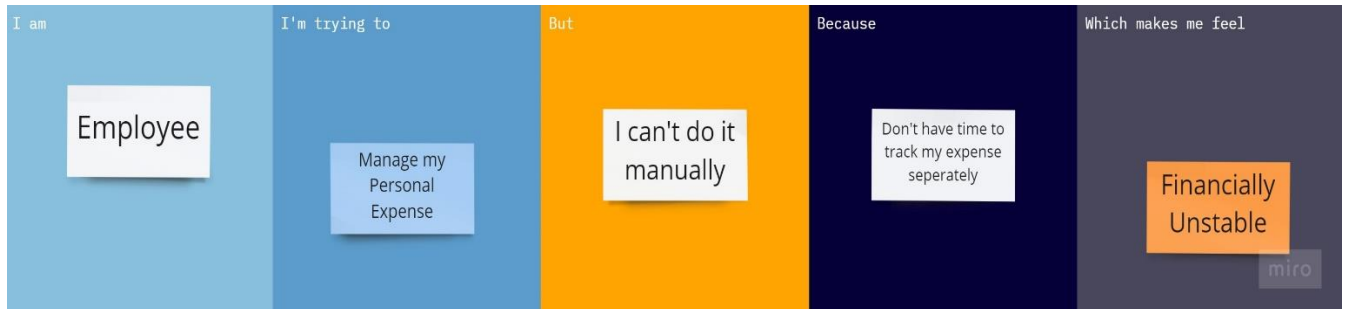 I am
Employee
I'm trying to
Manage my
Personal
Expense
But
I can't do it
manually
Because
Don't have time to
track my expense
seperately
Which makes me feel
Financially
Unstable
miro